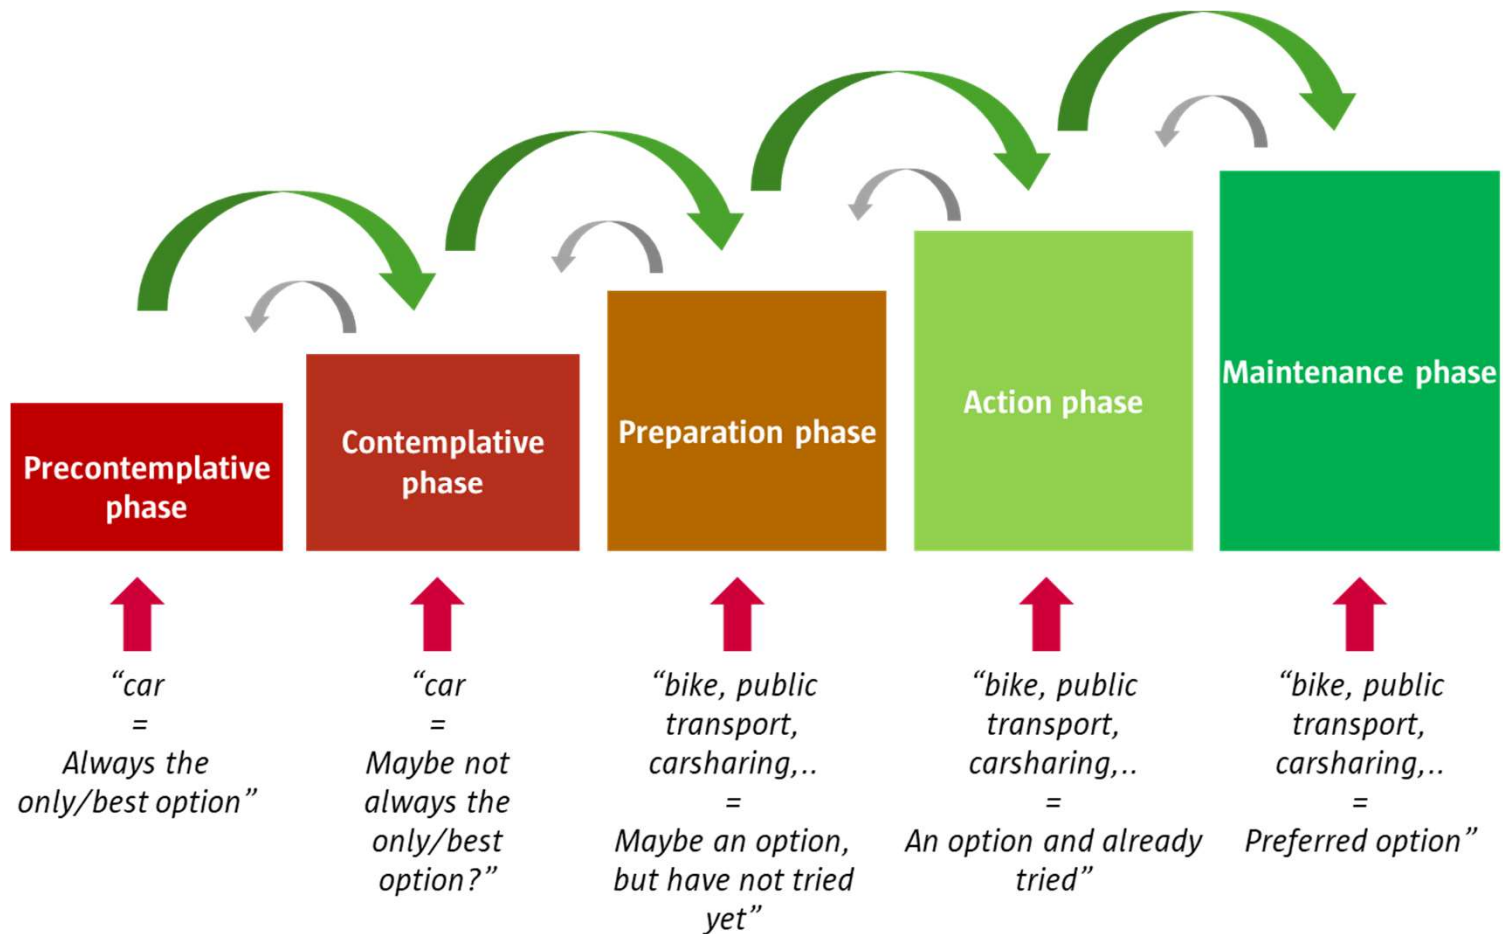 Precontemplative
phase
Contemplative
phase
Preparation phase
Action phase
Maintenance phase
“car
=
Always the
only/best option”
“car
=
Maybe not
always the
only/best
option?”
“bike, public
transport,
carsharing,..
=
Maybe an option,
but have not tried
yet”
“bike, public
transport,
carsharing,..
=
An option and already
tried”
“bike, public
transport,
carsharing,..
=
Preferred option”